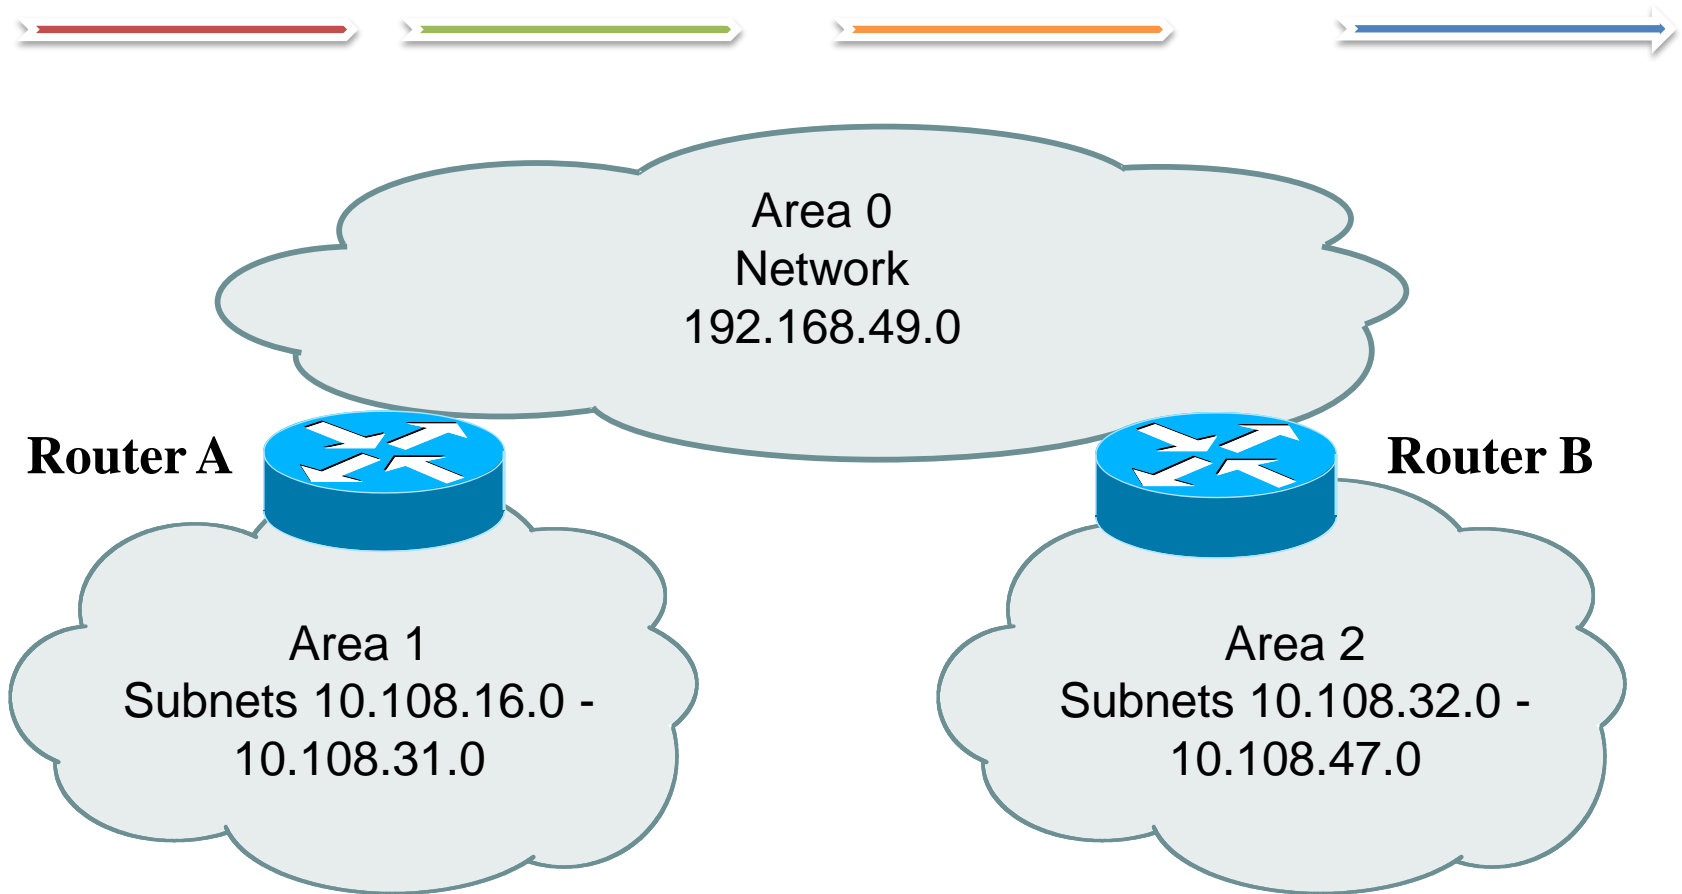 Area 0
Network
192.168.49.0
Router A
Router B
Area 1
Subnets 10.108.16.0 -
10.108.31.0
Area 2
Subnets 10.108.32.0 -
10.108.47.0